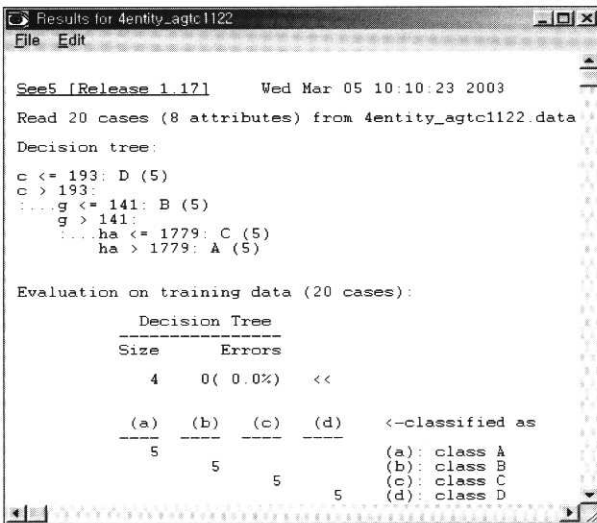 Results for 4entity_agtc1122
File Edit
See5 [Release 1.17] Wed Mar 05 10:10:23 2003
Read 20 cases (8 attributes) from 4entity_agtc1122.data
Decision tree:
c <= 193: D (5)
c > 193:
:...g <= 141: B (5)
    g > 141:
    :...ha <= 1779: C (5)
        ha > 1779: A (5)
Evaluation on training data (20 cases):
Decision Tree
----------------
Size Errors
4 0( 0.0%) <<
(a) (b) (c) (d) <-classified as
---- ---- ---- ----
5 (a): class A
5 (b): class B
5 (c): class C
5 (d): class D